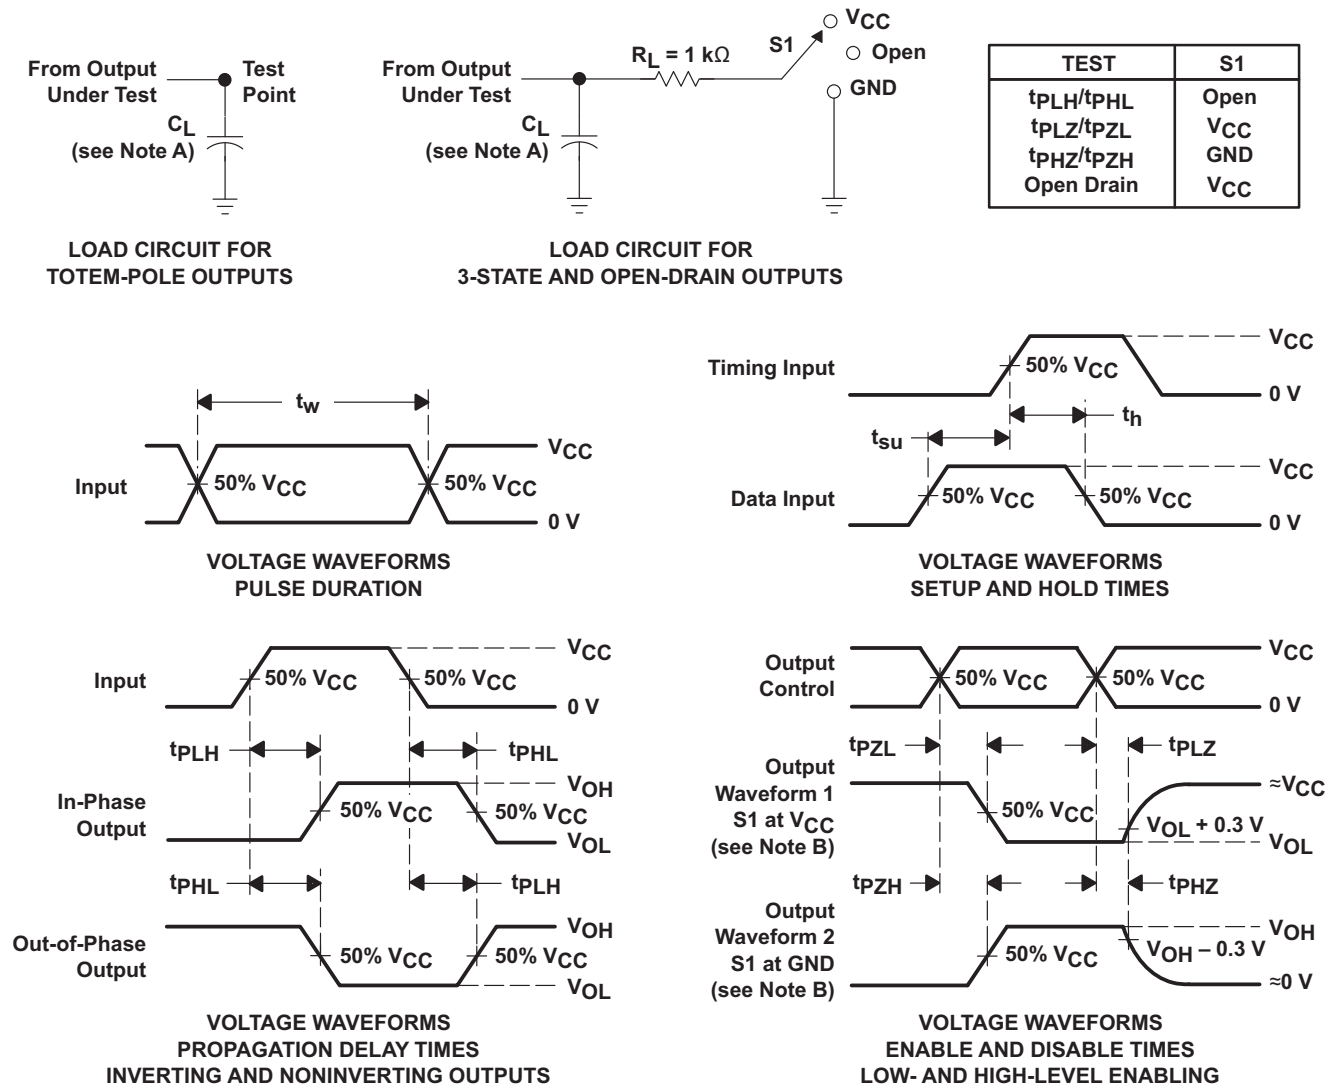 From Output
Under Test
Test
Point
CL
(see Note A)
LOAD CIRCUIT FOR
TOTEM-POLE OUTPUTS
From Output
Under Test
RL = 1 kΩ
S1
VCC
Open
GND
CL
(see Note A)
LOAD CIRCUIT FOR
3-STATE AND OPEN-DRAIN OUTPUTS
TEST S1
tPLH/tPHL Open
tPLZ/tPZL VCC
tPHZ/tPZH GND
Open Drain VCC
tw
Input
50% VCC
50% VCC
VCC
0 V
VOLTAGE WAVEFORMS
PULSE DURATION
Timing Input
50% VCC
VCC
0 V
th
tsu
Data Input
50% VCC
50% VCC
VCC
0 V
VOLTAGE WAVEFORMS
SETUP AND HOLD TIMES
Input
50% VCC
50% VCC
VCC
0 V
tPLH
tPHL
In-Phase
Output
50% VCC
50% VCC
VOH
VOL
tPHL
tPLH
Out-of-Phase
Output
50% VCC
50% VCC
VOH
VOL
VOLTAGE WAVEFORMS
PROPAGATION DELAY TIMES
INVERTING AND NONINVERTING OUTPUTS
Output
Control
50% VCC
50% VCC
VCC
0 V
tPZL
tPLZ
Output
Waveform 1
S1 at VCC
(see Note B)
50% VCC
≈VCC
VOL + 0.3 V
VOL
tPZH
tPHZ
Output
Waveform 2
S1 at GND
(see Note B)
50% VCC
VOH
VOH – 0.3 V
≈0 V
VOLTAGE WAVEFORMS
ENABLE AND DISABLE TIMES
LOW- AND HIGH-LEVEL ENABLING